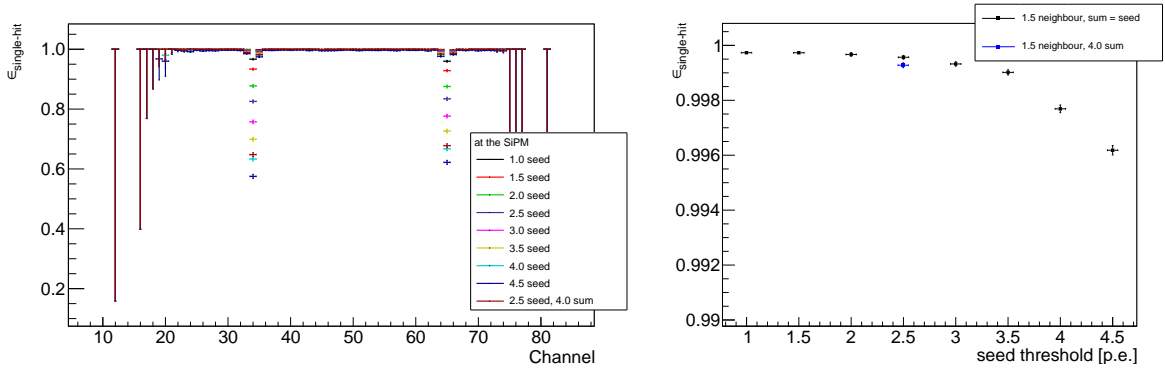 ϵsingle-hit
1.0
0.8
0.6
0.4
0.2
10 20 30 40 50 60 70 80
Channel
at the SiPM
1.0 seed
1.5 seed
2.0 seed
2.5 seed
3.0 seed
3.5 seed
4.0 seed
4.5 seed
2.5 seed, 4.0 sum
ϵsingle-hit
1
0.998
0.996
0.994
0.992
0.99
1 1.5 2 2.5 3 3.5 4 4.5
seed threshold [p.e.]
1.5 neighbour, sum = seed
1.5 neighbour, 4.0 sum